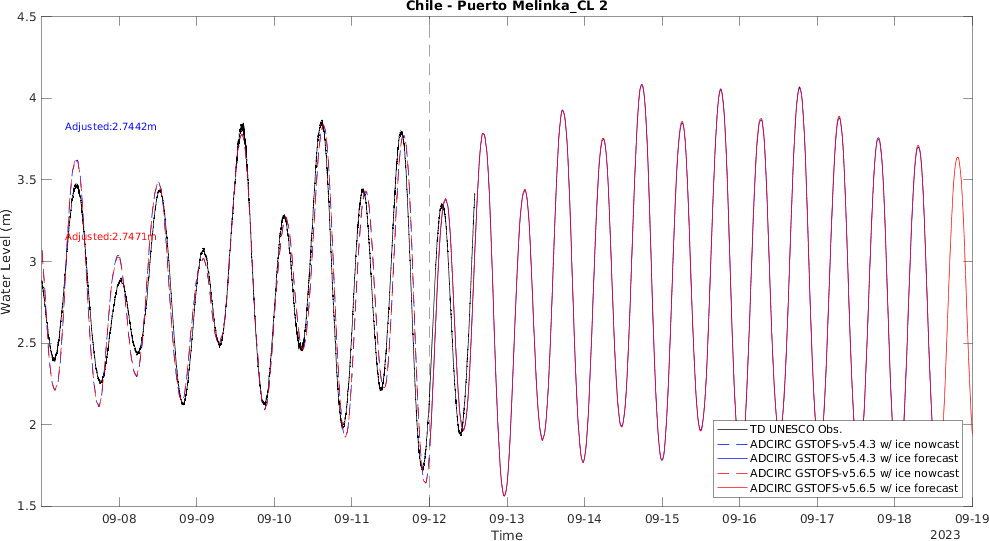 Chile - Puerto Melinka_CL 2
4.5
4
3.5
3
2.5
2
1.5
Water Level (m)
Adjusted:2.7442m
Adjusted:2.7471m
TD UNESCO Obs.
ADCIRC GSTOFS-v5.4.3 w/ ice nowcast
ADCIRC GSTOFS-v5.4.3 w/ ice forecast
ADCIRC GSTOFS-v5.6.5 w/ ice nowcast
ADCIRC GSTOFS-v5.6.5 w/ ice forecast
09-08 09-09 09-10 09-11 09-12 09-13 09-14 09-15 09-16 09-17 09-18 09-19
Time
2023